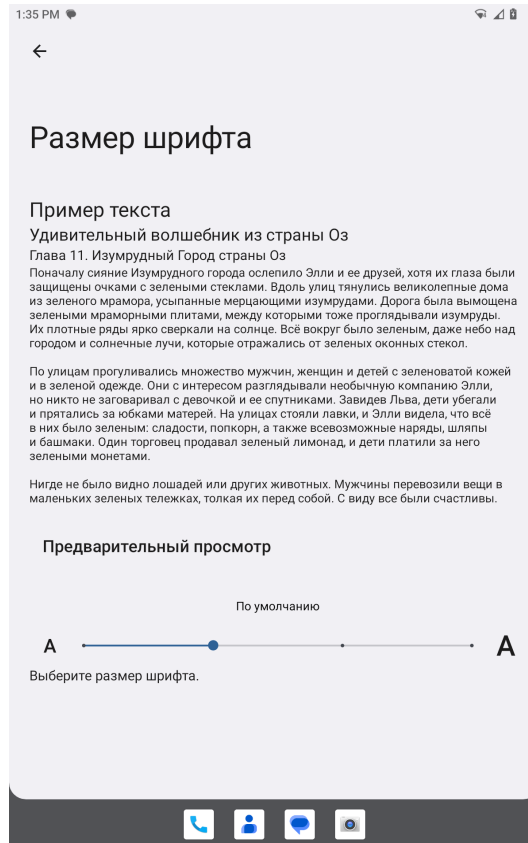 1:35 PM
Размер шрифта
Пример текста
Удивительный волшебник из страны Оз
Глава 11. Изумрудный Город страны Оз
Поначалу сияние Изумрудного города ослепило Элли и ее друзей, хотя их глаза были
защищены очками с зелеными стеклами. Вдоль улиц тянулись великолепные дома
из зеленого мрамора, усыпанные мерцающими изумрудами. Дорога была вымощена
зелеными мраморными плитами, между которыми тоже проглядывали изумруды.
Их плотные ряды ярко сверкали на солнце. Всё вокруг было зеленым, даже небо над
городом и солнечные лучи, которые отражались от зеленых оконных стекол.
По улицам прогуливались множество мужчин, женщин и детей с зеленоватой кожей
и в зеленой одежде. Они с интересом разглядывали необычную компанию Элли,
но никто не заговаривал с девочкой и ее спутниками. Завидев Льва, дети убегали
и прятались за юбками матерей. На улицах стояли лавки, и Элли видела, что всё
в них было зеленым: сладости, попкорн, а также всевозможные наряды, шляпы
и башмаки. Один торговец продавал зеленый лимонад, и дети платили за него
зелеными монетами.
Нигде не было видно лошадей или других животных. Мужчины перевозили вещи в
маленьких зеленых тележках, толкая их перед собой. С виду все были счастливы.
Предварительный просмотр
По умолчанию
A A
Выберите размер шрифта.